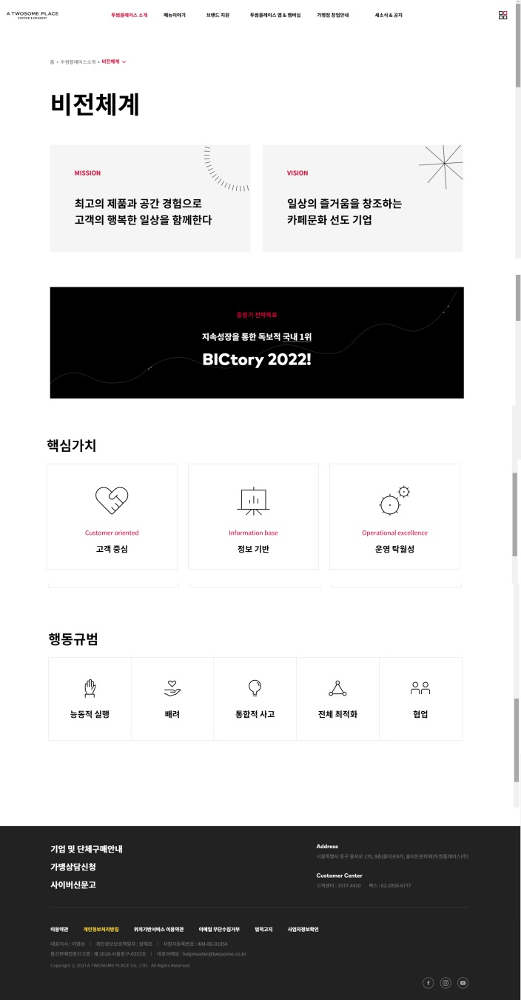 A TWOSOME PLACE
COFFEE & DESSERT
투썸플레이스 소개 메뉴이야기 브랜드 지원 투썸플레이스 앱 & 멤버십 가맹점 창업안내 새소식 & 공지
홈 • 투썸플레이스소개 • 비전체계
비전체계
MISSION
최고의 제품과 공간 경험으로
고객의 행복한 일상을 함께한다
VISION
일상의 즐거움을 창조하는
카페문화 선도 기업
중장기 전략목표
지속성장을 통한 독보적 국내 1위
BICtory 2022!
핵심가치
Customer oriented
고객 중심
Information base
정보 기반
Operational excellence
운영 탁월성
행동규범
능동적 실행
배려
통합적 사고
전체 최적화
협업
기업 및 단체구매안내
가맹상담신청
사이버신문고
Address
서울특별시 중구 을지로 170, 8층(을지로4가, 을지트윈타워)투썸플레이스(주)
Customer Center
고객센터 : 1577-4410 팩스 : 02-2058-6777
이용약관 개인정보처리방침 위치기반서비스 이용약관 이메일 무단수집거부 법적고지 사업자정보확인
대표이사 : 이영상 | 개인정보보호책임자 : 정재호 | 사업자등록번호 : 404-86-01054
통신판매업종신고증 : 제 2018-서울중구-0353호 | 대표이메일 : helpmaster@twosome.co.kr
Copyright ⓒ 2021 A TWOSOME PLACE Co., LTD. All Rights Reserved.